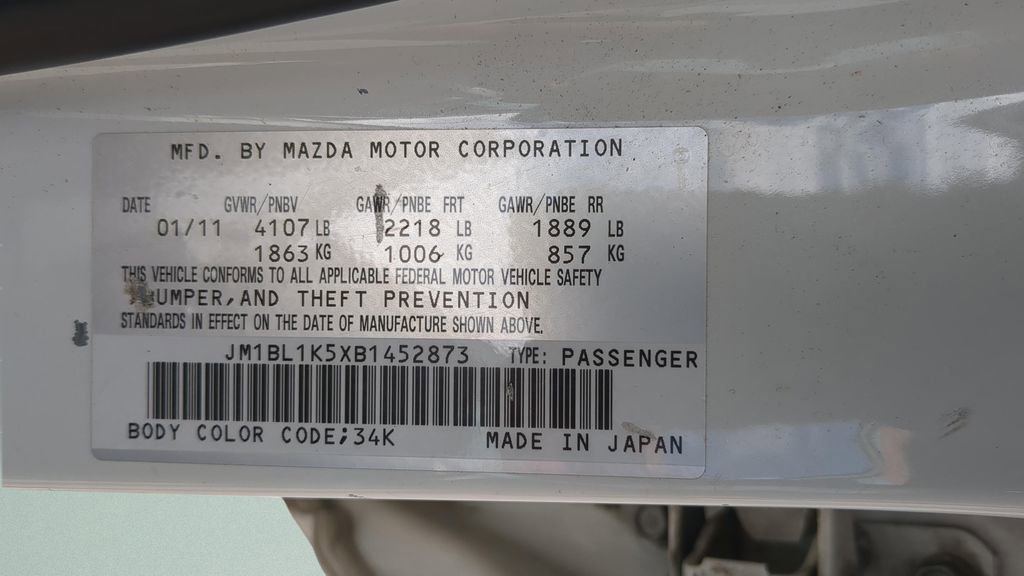 MFD. BY MAZDA MOTOR CORPORATION
DATE GVWR/PNBV GAWR/PNBE FRT GAWR/PNBE RR
01/11 4107 LB 2218 LB 1889 LB
1863 KG 1006 KG 857 KG
THIS VEHICLE CONFORMS TO ALL APPLICABLE FEDERAL MOTOR VEHICLE SAFETY
BUMPER,AND THEFT PREVENTION
STANDARDS IN EFFECT ON THE DATE OF MANUFACTURE SHOWN ABOVE.
JM1BL1K5XB1452873 TYPE: PASSENGER
BODY COLOR CODE;34K MADE IN JAPAN